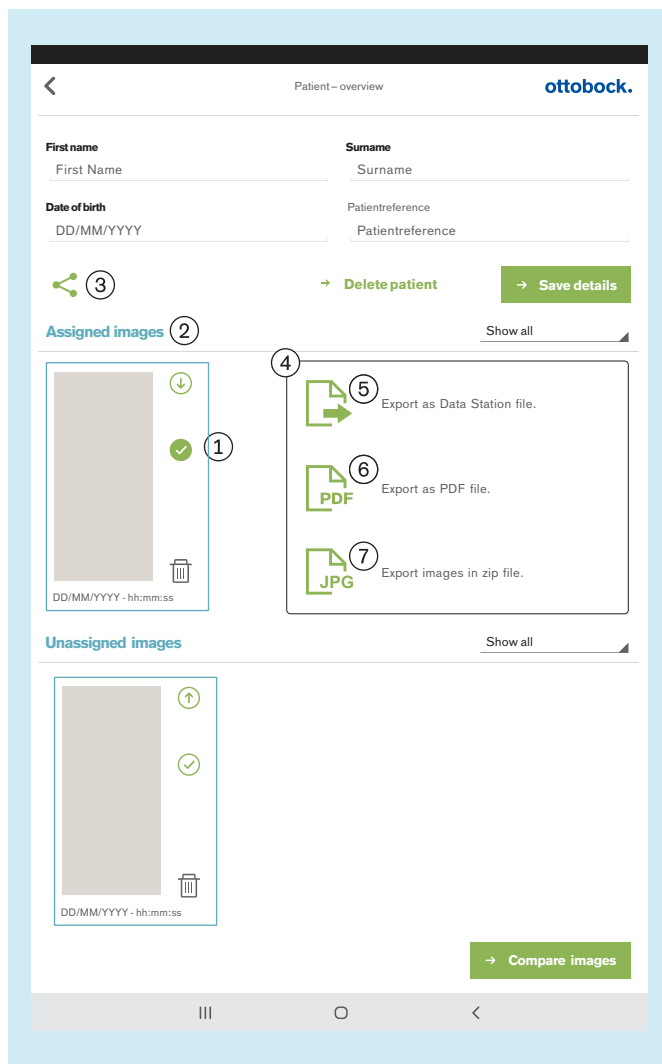 Patient – overview
ottobock.
First name
Surname
First Name
Surname
Date of birth
Patientreference
DD/MM/YYYY
Patientreference
3
→ Delete patient
→ Save details
Assigned images 2
Show all
4
5
Export as Data Station file.
1
6
PDF
Export as PDF file.
7
JPG
Export images in zip file.
DD/MM/YYYY - hh:mm:ss
Unassigned images
Show all
DD/MM/YYYY - hh:mm:ss
→ Compare images